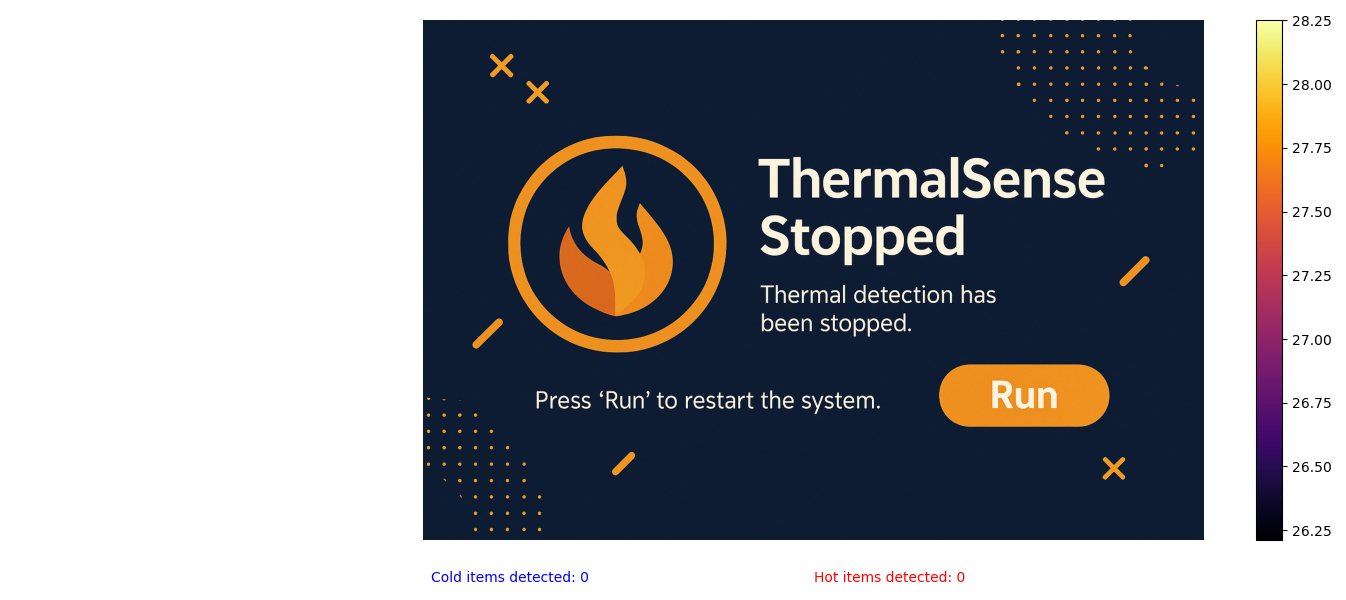 ThermalSense
Stopped
Thermal detection has
been stopped.
Press ‘Run’ to restart the system.
Run
28.25
28.00
27.75
27.50
27.25
27.00
26.75
26.50
26.25
Cold items detected: 0
Hot items detected: 0